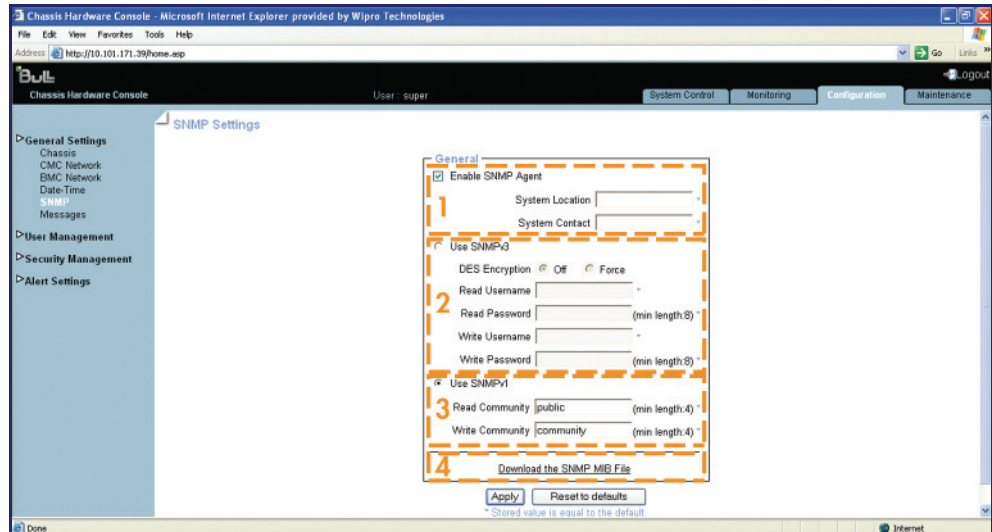 Chassis Hardware Console - Microsoft Internet Explorer provided by Wipro Technologies
File Edit View Favorites Tools Help
Address http://10.101.171.39/home.asp Go Links »
Bull Logout
Chassis Hardware Console User : super System Control Monitoring Configuration Maintenance
SNMP Settings
General Settings
Chassis
CMC Network
BMC Network
Date-Time
SNMP
Messages
User Management
Security Management
Alert Settings
General
Enable SNMP Agent
1
System Location *
System Contact *
Use SNMPv3
DES Encryption Off Force
2
Read Username *
Read Password (min length:8) *
Write Username *
Write Password (min length:8) *
Use SNMPv1
3
Read Community public (min length:4) *
Write Community community (min length:4) *
4
Download the SNMP MIB File
Apply Reset to defaults
* Stored value is equal to the default.
Done Internet